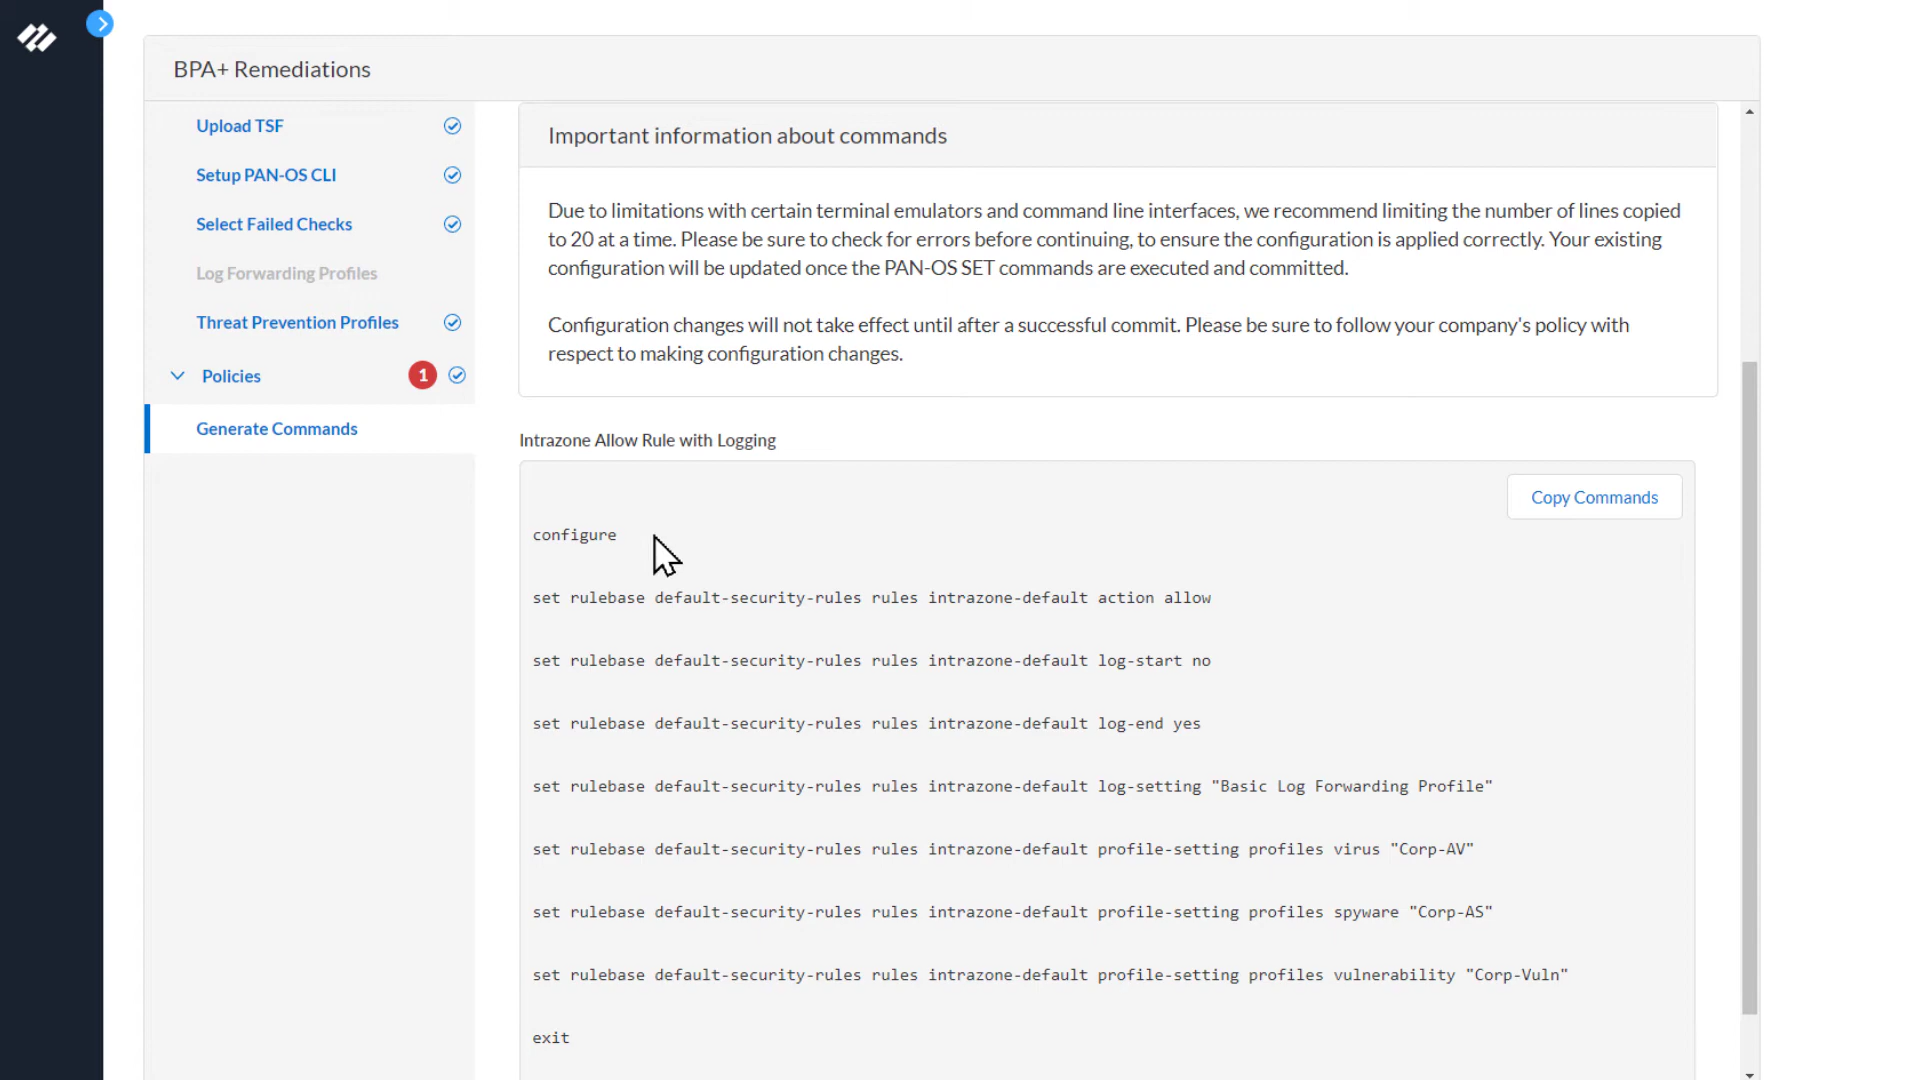 BPA+ Remediations
Upload TSF
Setup PAN-OS CLI
Select Failed Checks
Log Forwarding Profiles
Threat Prevention Profiles
Policies 1
Generate Commands
Important information about commands
Due to limitations with certain terminal emulators and command line interfaces, we recommend limiting the number of lines copied
to 20 at a time. Please be sure to check for errors before continuing, to ensure the configuration is applied correctly. Your existing
configuration will be updated once the PAN-OS SET commands are executed and committed.
Configuration changes will not take effect until after a successful commit. Please be sure to follow your company's policy with
respect to making configuration changes.
Intrazone Allow Rule with Logging
Copy Commands
configure
set rulebase default-security-rules rules intrazone-default action allow
set rulebase default-security-rules rules intrazone-default log-start no
set rulebase default-security-rules rules intrazone-default log-end yes
set rulebase default-security-rules rules intrazone-default log-setting "Basic Log Forwarding Profile"
set rulebase default-security-rules rules intrazone-default profile-setting profiles virus "Corp-AV"
set rulebase default-security-rules rules intrazone-default profile-setting profiles spyware "Corp-AS"
set rulebase default-security-rules rules intrazone-default profile-setting profiles vulnerability "Corp-Vuln"
exit